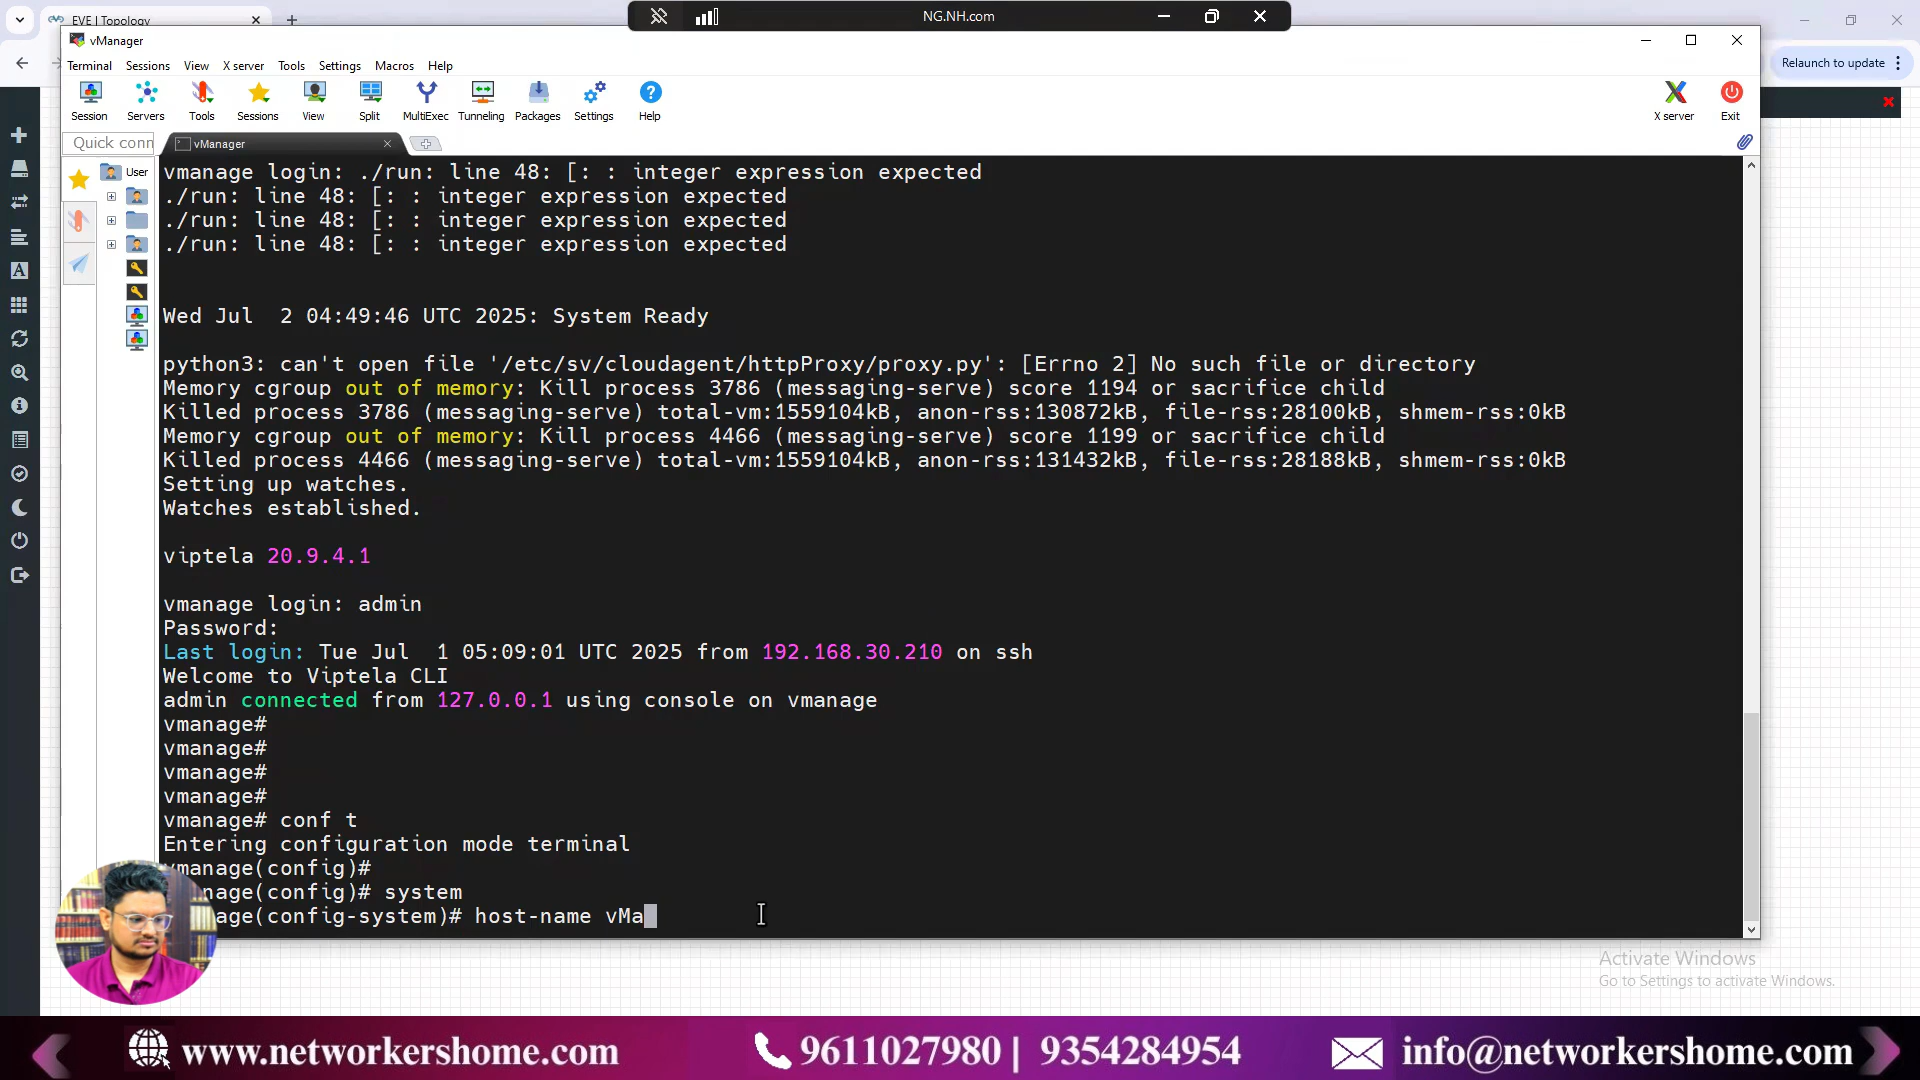 EVE | Topology
NG.NH.com
vManager
Relaunch to update
Terminal Sessions View X server Tools Settings Macros Help
Session Servers Tools Sessions View Split MultiExec Tunneling Packages Settings Help X server Exit
Quick conn
vManager
User
vmanage login: ./run: line 48: [: : integer expression expected
./run: line 48: [: : integer expression expected
./run: line 48: [: : integer expression expected
./run: line 48: [: : integer expression expected
Wed Jul  2 04:49:46 UTC 2025: System Ready
python3: can't open file '/etc/sv/cloudagent/httpProxy/proxy.py': [Errno 2] No such file or directory
Memory cgroup out of memory: Kill process 3786 (messaging-serve) score 1194 or sacrifice child
Killed process 3786 (messaging-serve) total-vm:1559104kB, anon-rss:130872kB, file-rss:28100kB, shmem-rss:0kB
Memory cgroup out of memory: Kill process 4466 (messaging-serve) score 1199 or sacrifice child
Killed process 4466 (messaging-serve) total-vm:1559104kB, anon-rss:131432kB, file-rss:28188kB, shmem-rss:0kB
Setting up watches.
Watches established.
viptela 20.9.4.1
vmanage login: admin
Password:
Last login: Tue Jul  1 05:09:01 UTC 2025 from 192.168.30.210 on ssh
Welcome to Viptela CLI
admin connected from 127.0.0.1 using console on vmanage
vmanage#
vmanage#
vmanage#
vmanage#
vmanage# conf t
Entering configuration mode terminal
vmanage(config)#
nage(config)# system
age(config-system)# host-name vMa
Activate Windows
Go to Settings to activate Windows.
www.networkershome.com
9611027980 | 9354284954
info@networkershome.com